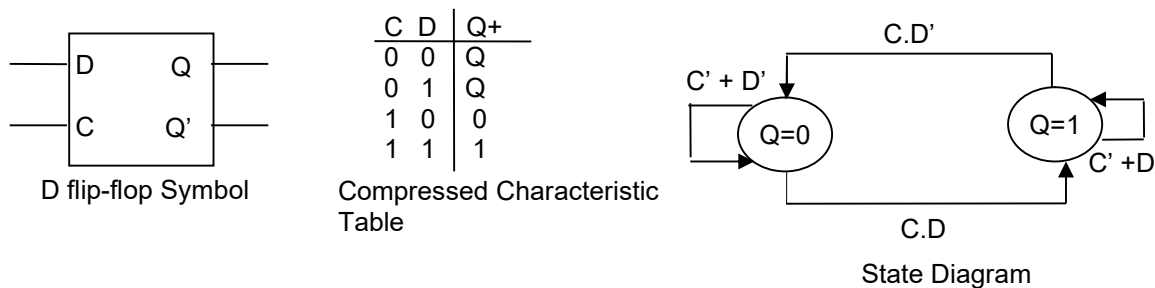 D Q
C Q’
D flip-flop Symbol
C D Q+
0 0 Q
0 1 Q
1 0 0
1 1 1
Compressed Characteristic
Table
C.D’
C’ + D’
Q=0
Q=1
C’ +D
C.D
State Diagram